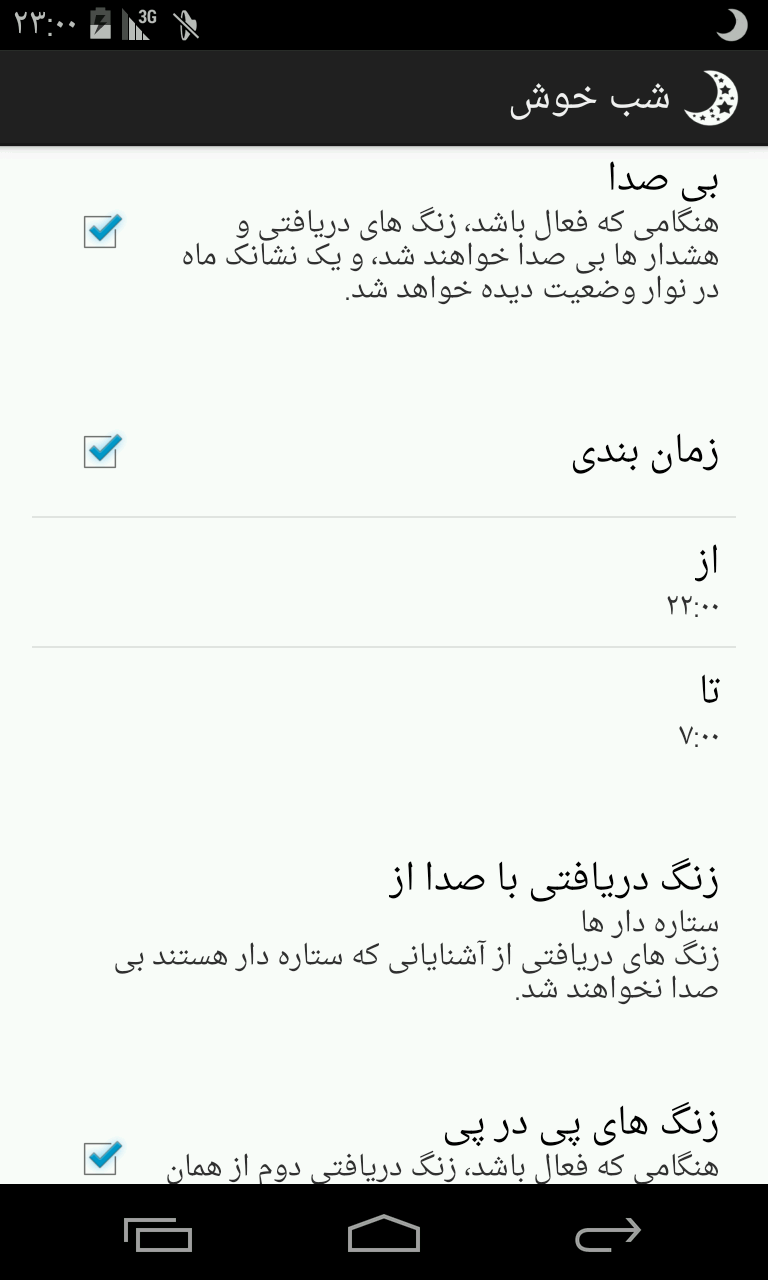 ۲۳:۰۰
3G
شب خوش
بی صدا
هنگامی که فعال باشد، زنگ های دریافتی و
هشدار ها بی صدا خواهند شد، و یک نشانک ماه
در نوار وضعیت دیده خواهد شد.
زمان بندی
از
۲۲:۰۰
تا
۷:۰۰
زنگ دریافتی با صدا از
ستاره دار ها
زنگ های دریافتی از آشنایانی که ستاره دار هستند بی
صدا نخواهند شد.
زنگ های پی در پی
هنگامی که فعال باشد، زنگ دریافتی دوم از همان